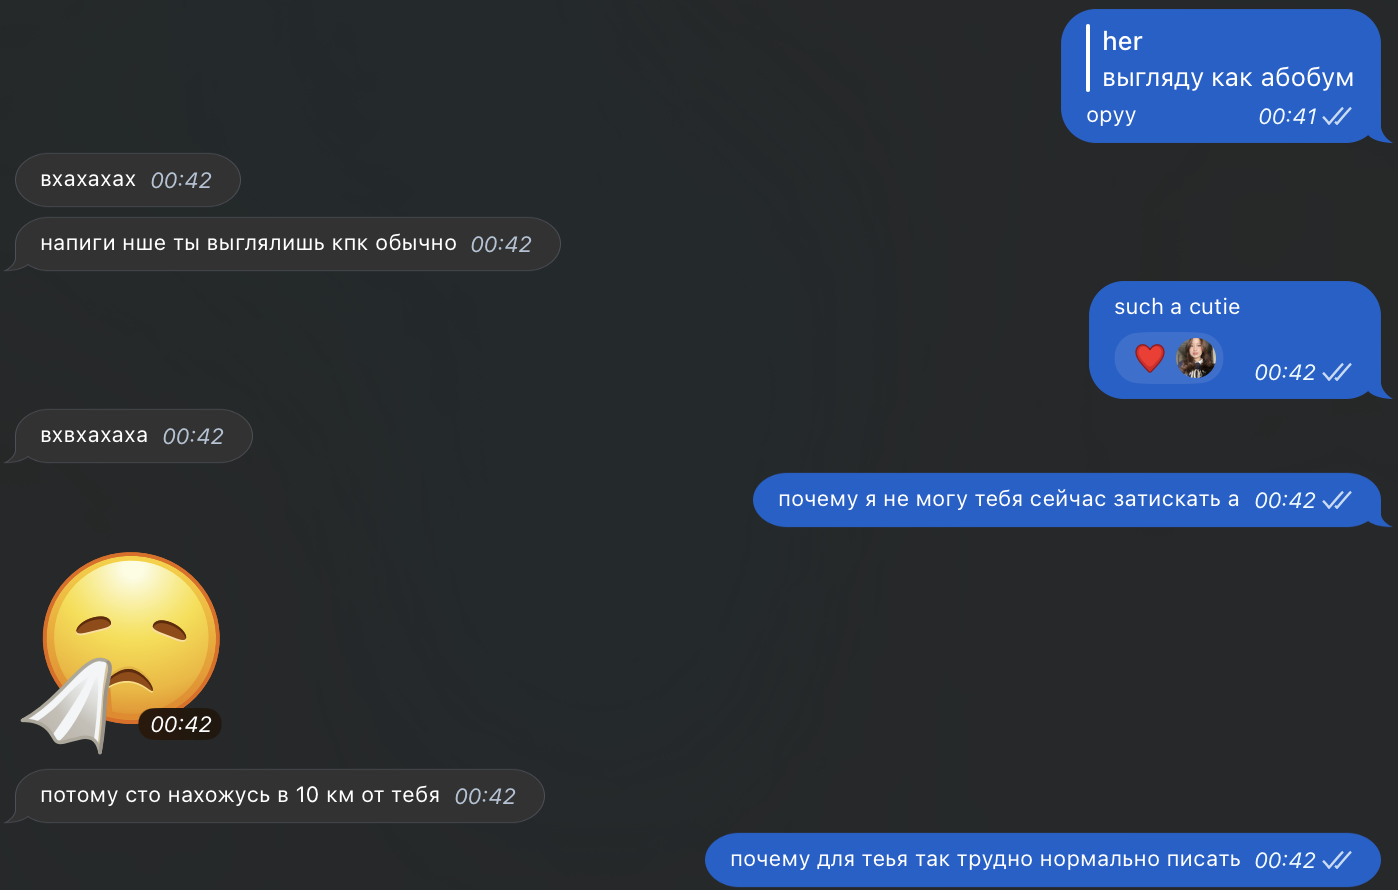 her
выгляду как абобум
оруу 00:41
вхахахах 00:42
напиги нше ты выглялишь кпк обычно 00:42
such a cutie
00:42
вхвхахаха 00:42
почему я не могу тебя сейчас затискать а 00:42
00:42
потому сто нахожусь в 10 км от тебя 00:42
почему для теья так трудно нормально писать 00:42